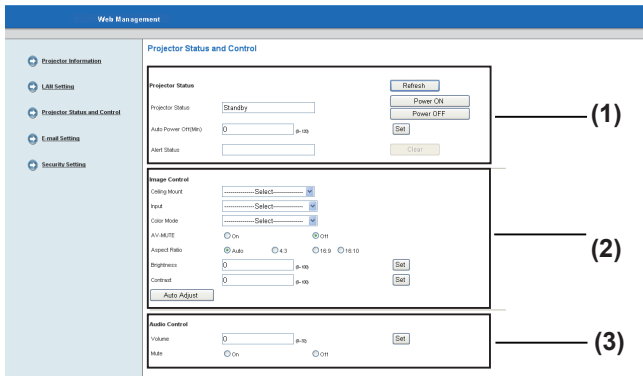 Web Management
Projector Status and Control
Projector Information
LAN Setting
Projector Status and Control
E-mail Setting
Security Setting
Projector Status
Refresh
Projector Status Standby
Power ON
Power OFF
Auto Power Off(Min) 0 (0~120) Set
Alert Status Clear
(1)
Image Control
Ceiling Mount --------------Select--------------
Input --------------Select--------------
Color Mode --------------Select--------------
AV-MUTE On Off
Aspect Ratio Auto 4:3 16:9 16:10
Brightness 0 (0~100) Set
Contrast 0 (0~100) Set
Auto Adjust
(2)
Audio Control
Volume 0 Set
Mute On Off
(3)